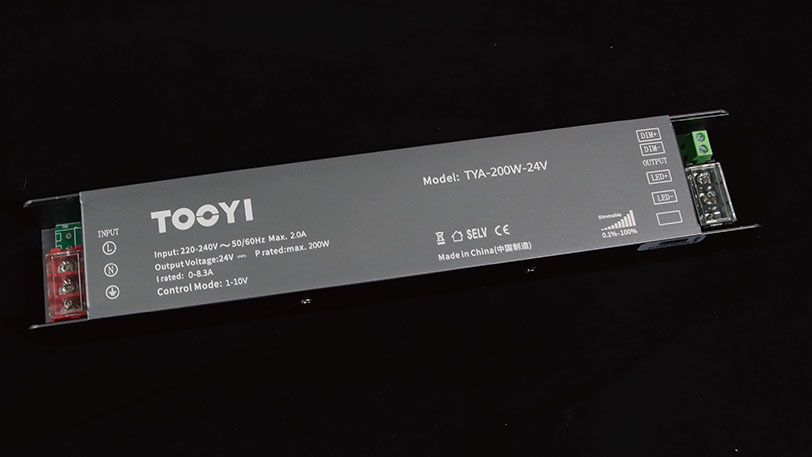 INPUT
L
N
TOOYI
Input: 220-240V ~ 50/60Hz Max. 2.0A
Output Voltage:24V ⎓ P rated:max. 200W
I rated: 0-8.3A
Control Mode: 1-10V
Model: TYA-200W-24V
SELV CE
Made in China(中国制造)
Dimmable
0.1%-100%
DIM+
DIM-
OUTPUT
LED+
LED-